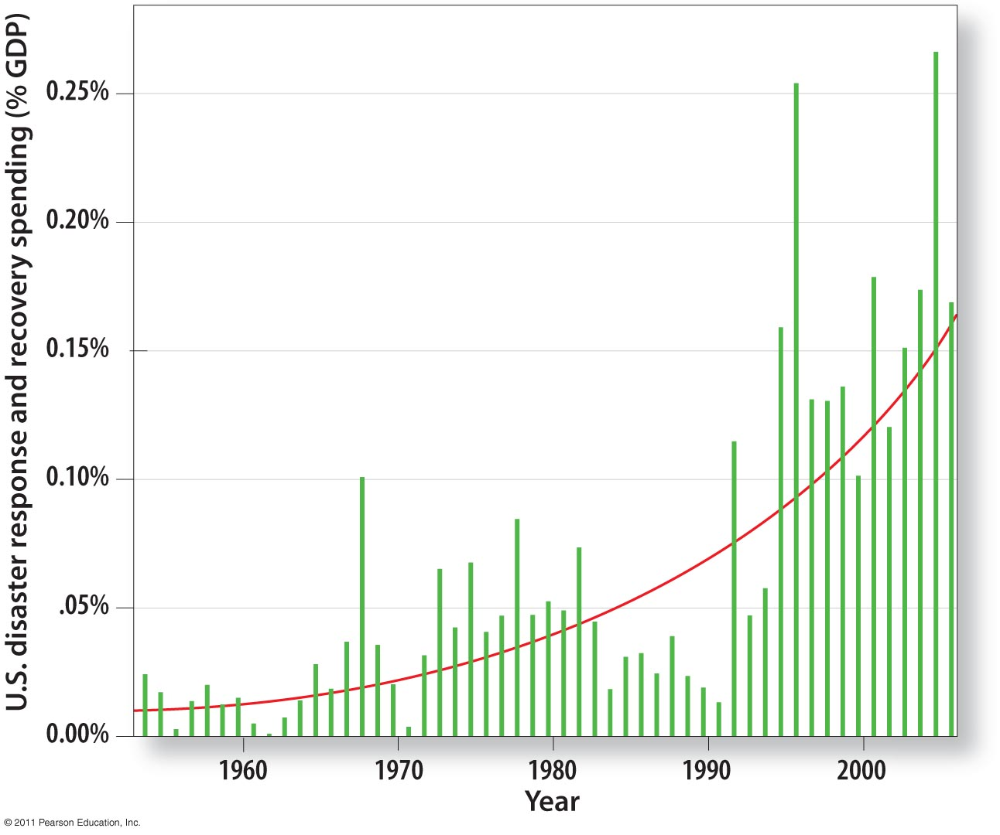 U.S. disaster response and recovery spending (% GDP)
0.25%
0.20%
0.15%
0.10%
.05%
0.00%
1960 1970 1980 1990 2000
Year
© 2011 Pearson Education, Inc.